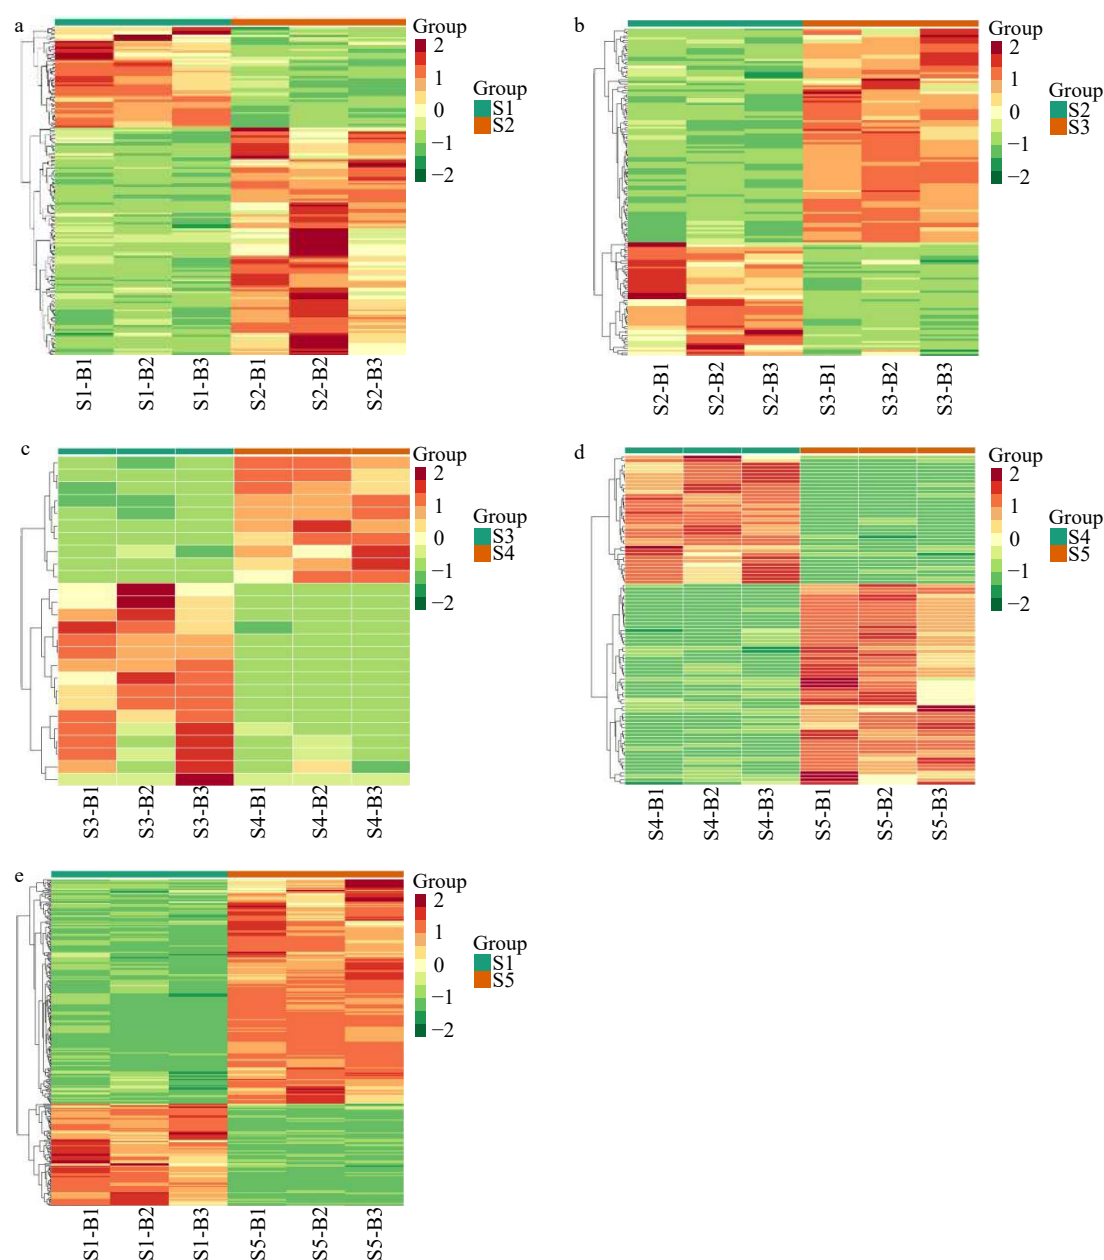 a
Group
2
1
0
−1
−2
Group
S1
S2
S1-B1
S1-B2
S1-B3
S2-B1
S2-B2
S2-B3
b
Group
2
1
0
−1
−2
Group
S2
S3
S2-B1
S2-B2
S2-B3
S3-B1
S3-B2
S3-B3
c
Group
2
1
0
−1
−2
Group
S3
S4
S3-B1
S3-B2
S3-B3
S4-B1
S4-B2
S4-B3
d
Group
2
1
0
−1
−2
Group
S4
S5
S4-B1
S4-B2
S4-B3
S5-B1
S5-B2
S5-B3
e
Group
2
1
0
−1
−2
Group
S1
S5
S1-B1
S1-B2
S1-B3
S5-B1
S5-B2
S5-B3